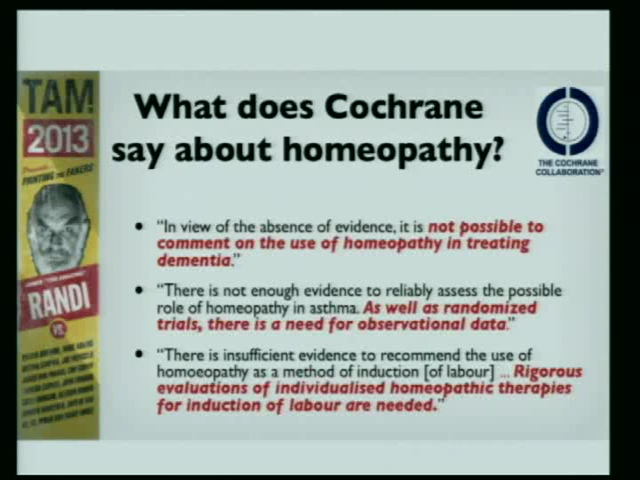 TAM!
2013
FIGHTING THE FAKERS
RANDI
VS
What does Cochrane
say about homeopathy?
THE COCHRANE
COLLABORATION®
• "In view of the absence of evidence, it is not possible to
comment on the use of homeopathy in treating
dementia."
• "There is not enough evidence to reliably assess the possible
role of homeopathy in asthma. As well as randomized
trials, there is a need for observational data."
• "There is insufficient evidence to recommend the use of
homoeopathy as a method of induction [of labour] ... Rigorous
evaluations of individualised homeopathic therapies
for induction of labour are needed."